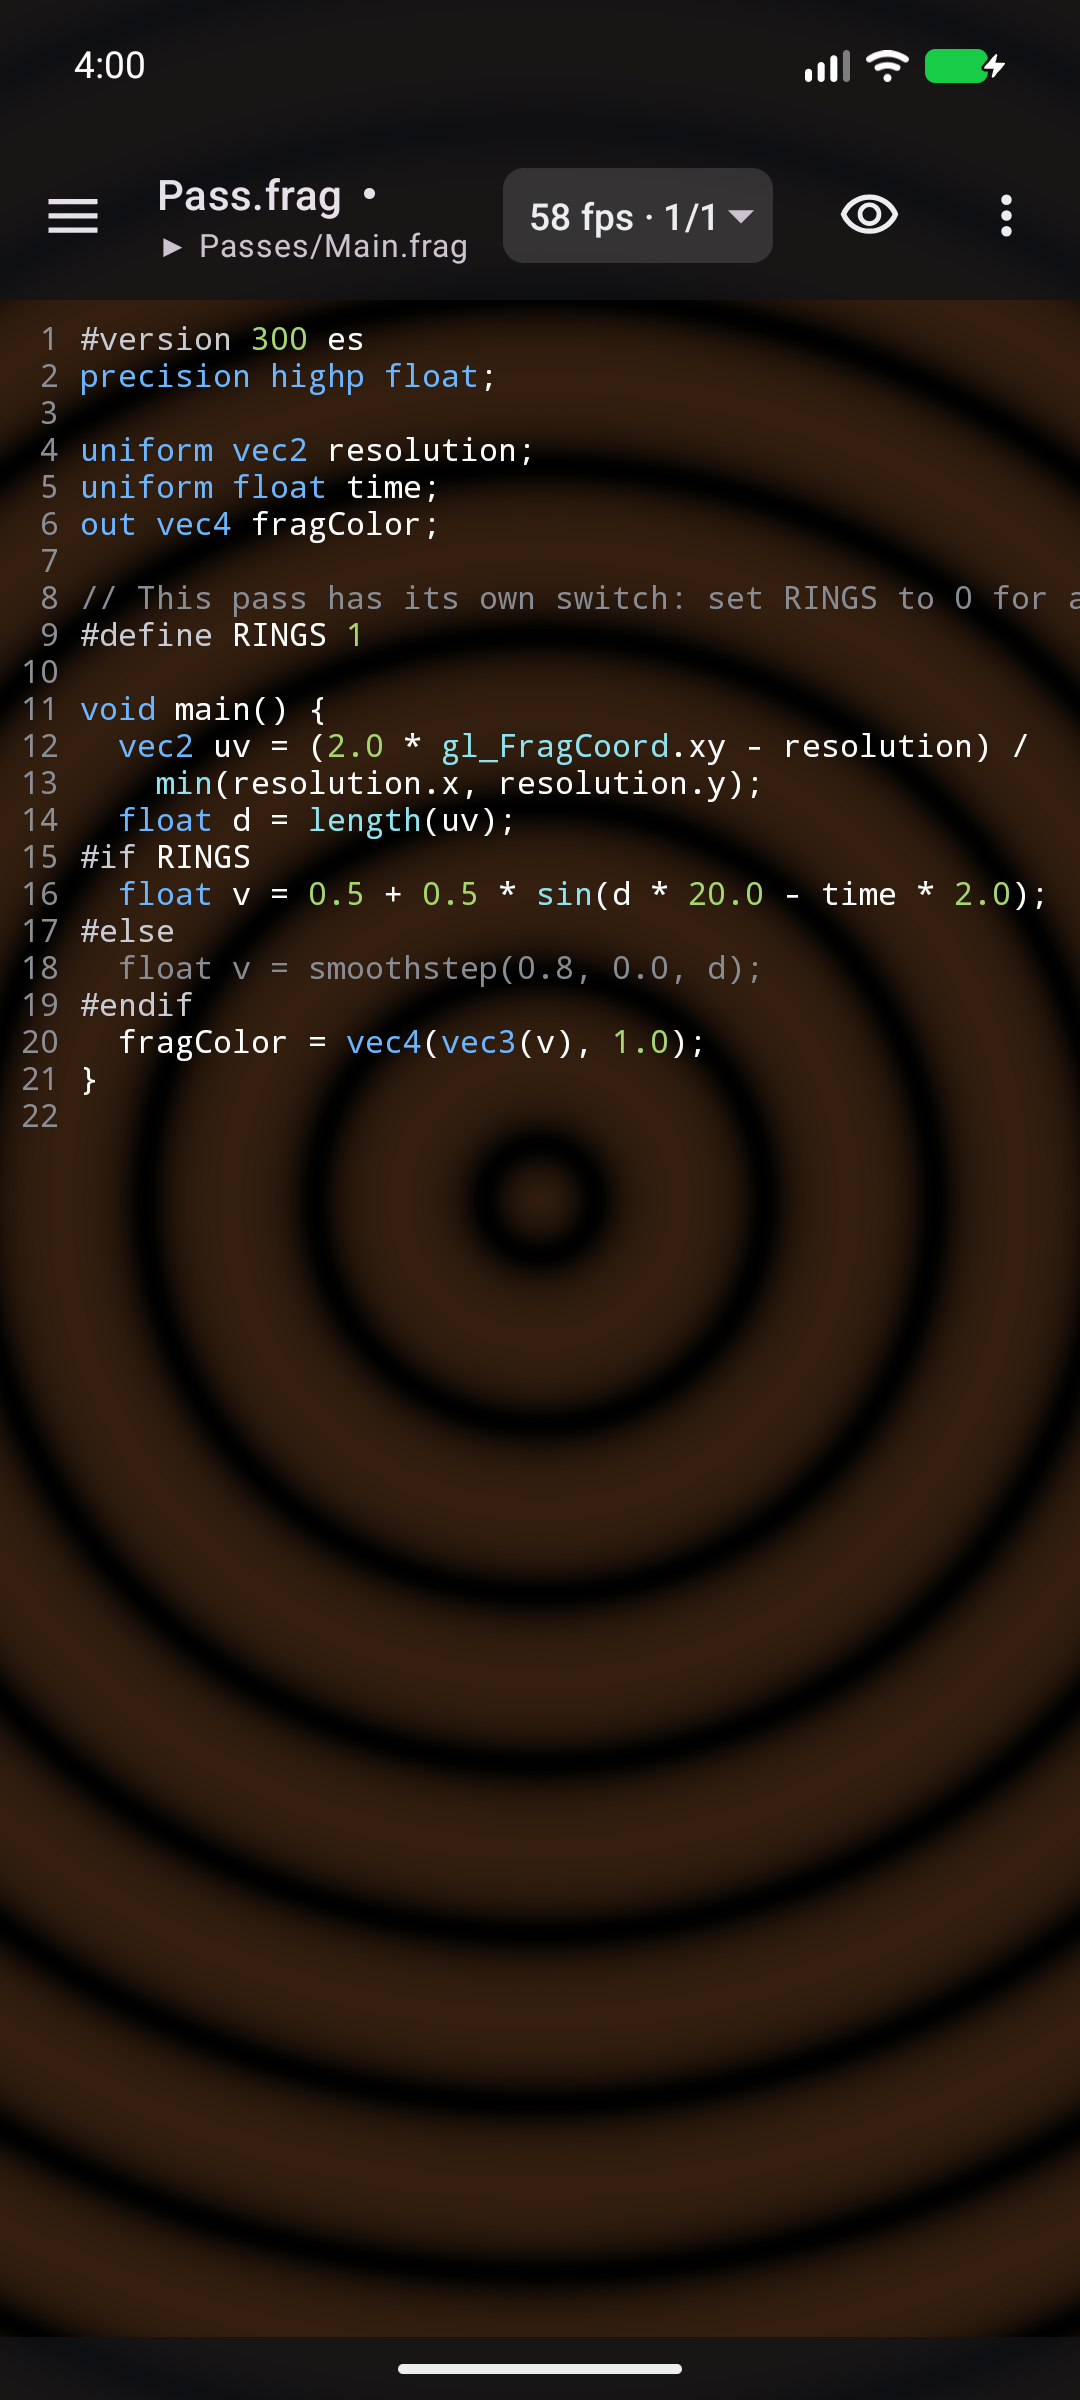 4:00
Pass.frag •
► Passes/Main.frag
58 fps · 1/1
1 #version 300 es
2 precision highp float;
3
4 uniform vec2 resolution;
5 uniform float time;
6 out vec4 fragColor;
7
8 // This pass has its own switch: set RINGS to 0 for
9 #define RINGS 1
10
11 void main() {
12   vec2 uv = (2.0 * gl_FragCoord.xy - resolution) /
13     min(resolution.x, resolution.y);
14   float d = length(uv);
15 #if RINGS
16   float v = 0.5 + 0.5 * sin(d * 20.0 - time * 2.0);
17 #else
18   float v = smoothstep(0.8, 0.0, d);
19 #endif
20   fragColor = vec4(vec3(v), 1.0);
21 }
22